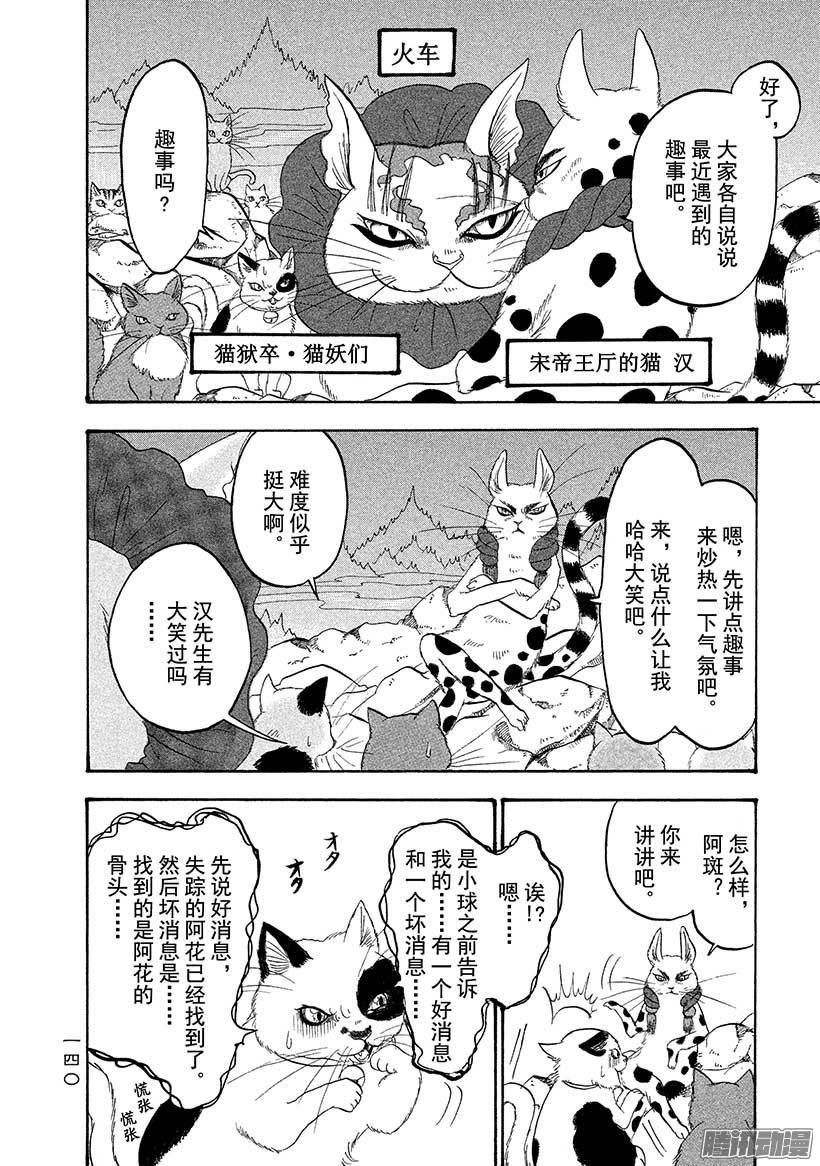 火车
好了，
大家各自说说
最近遇到的
趣事吧。
趣事吗？
宋帝王厅的猫 汉
猫狱卒·猫妖们
嗯，先讲点趣事
来炒热一下气氛吧。
来，说点什么让我
哈哈大笑吧。
难度似乎
挺大啊。
汉先生有
大笑过吗
……
怎么样，
阿斑？
你来
讲讲吧。
诶!?
嗯……
是小球之前告诉
我的……有一个好消息
和一个坏消息……
オタ
オタ
先说好消息，
失踪的阿花已经找到了。
然后坏消息是……
找到的是阿花的
骨头……
慌张
慌张
一四〇
腾讯动漫